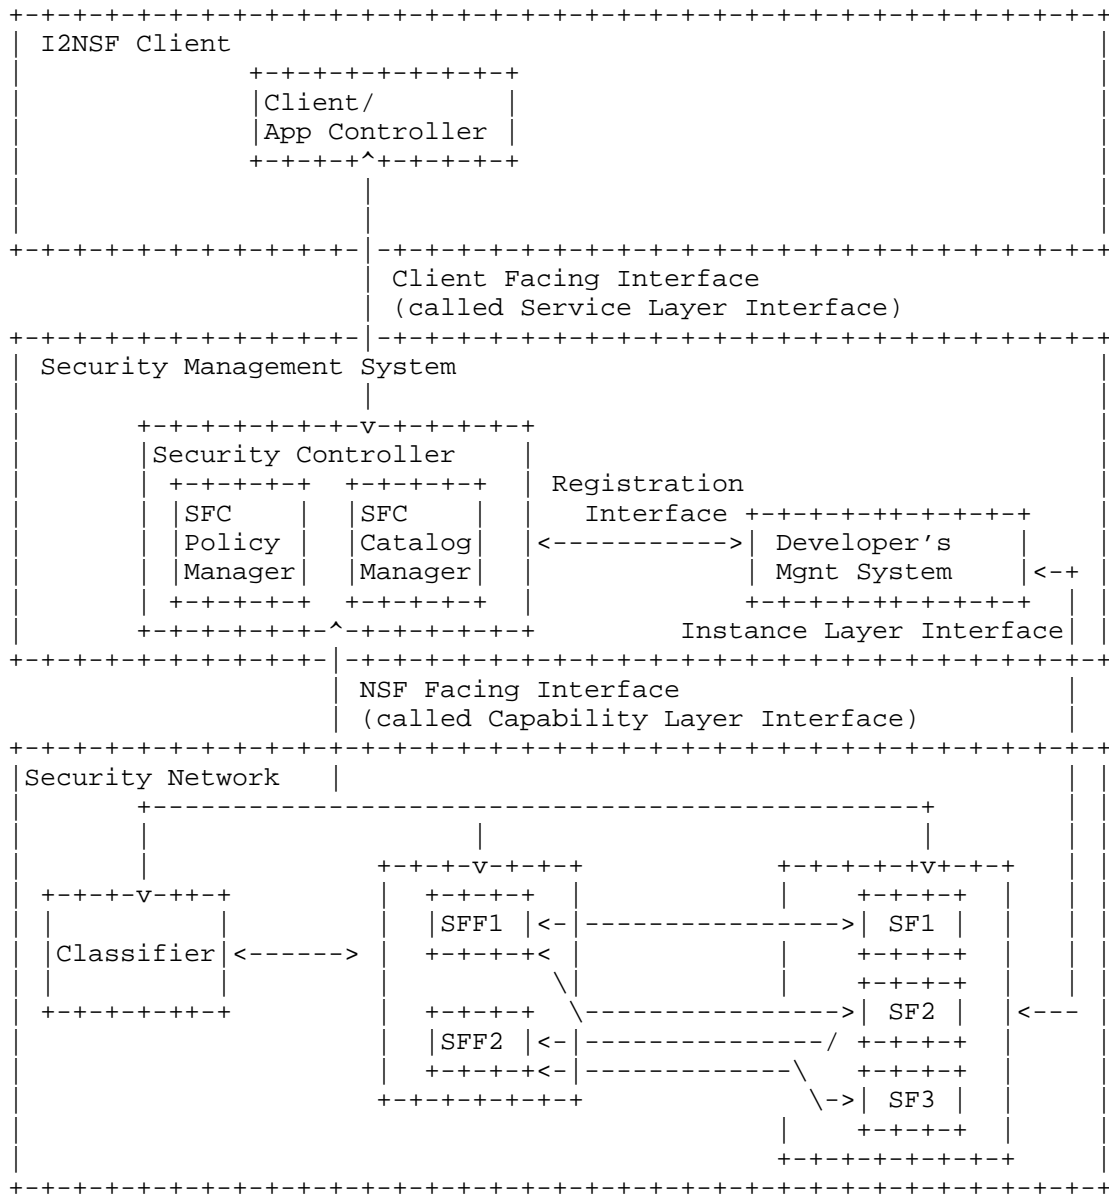 I2NSF Client
Client/
App Controller
Client Facing Interface
(called Service Layer Interface)
Security Management System
Security Controller
Registration
SFC SFC Interface
Policy Catalog Developer's
Manager Manager Mgnt System
Instance Layer Interface
NSF Facing Interface
(called Capability Layer Interface)
Security Network
SFF1 SF1
Classifier
SFF2 SF2
SF3